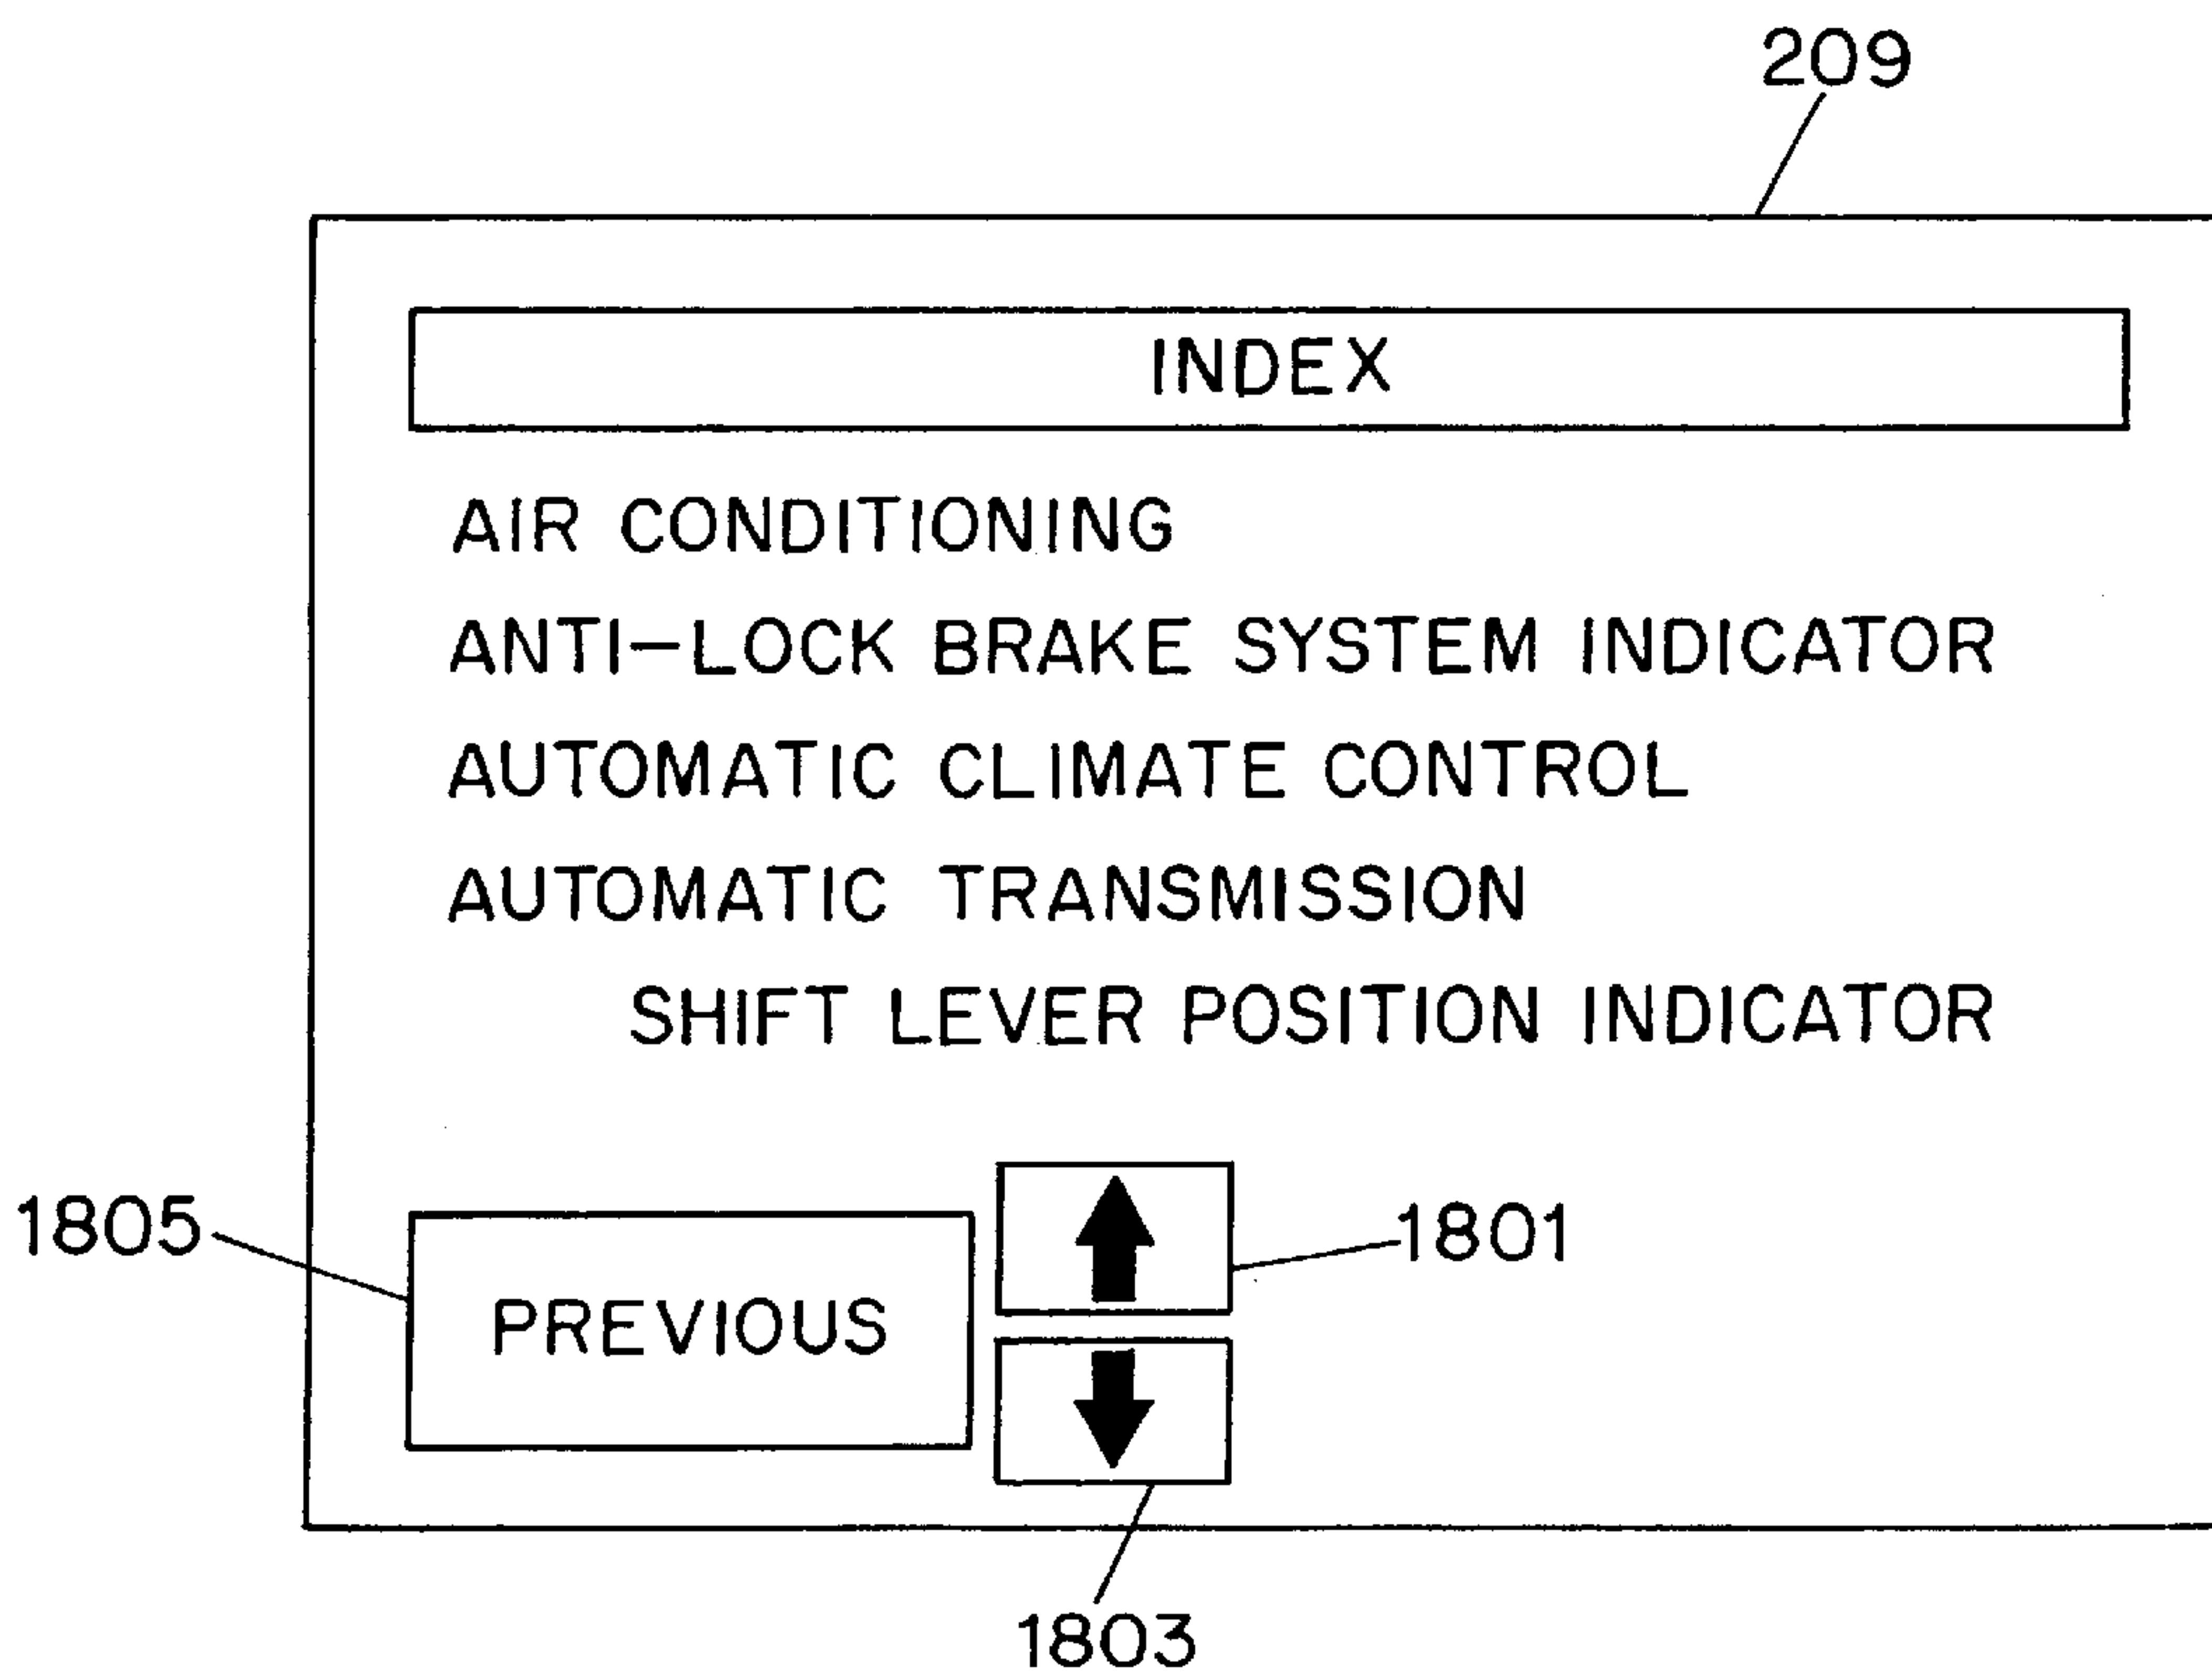 209
INDEX
AIR CONDITIONING
ANTI-LOCK BRAKE SYSTEM INDICATOR
AUTOMATIC CLIMATE CONTROL
AUTOMATIC TRANSMISSION
SHIFT LEVER POSITION INDICATOR
1805
1801
PREVIOUS
1803